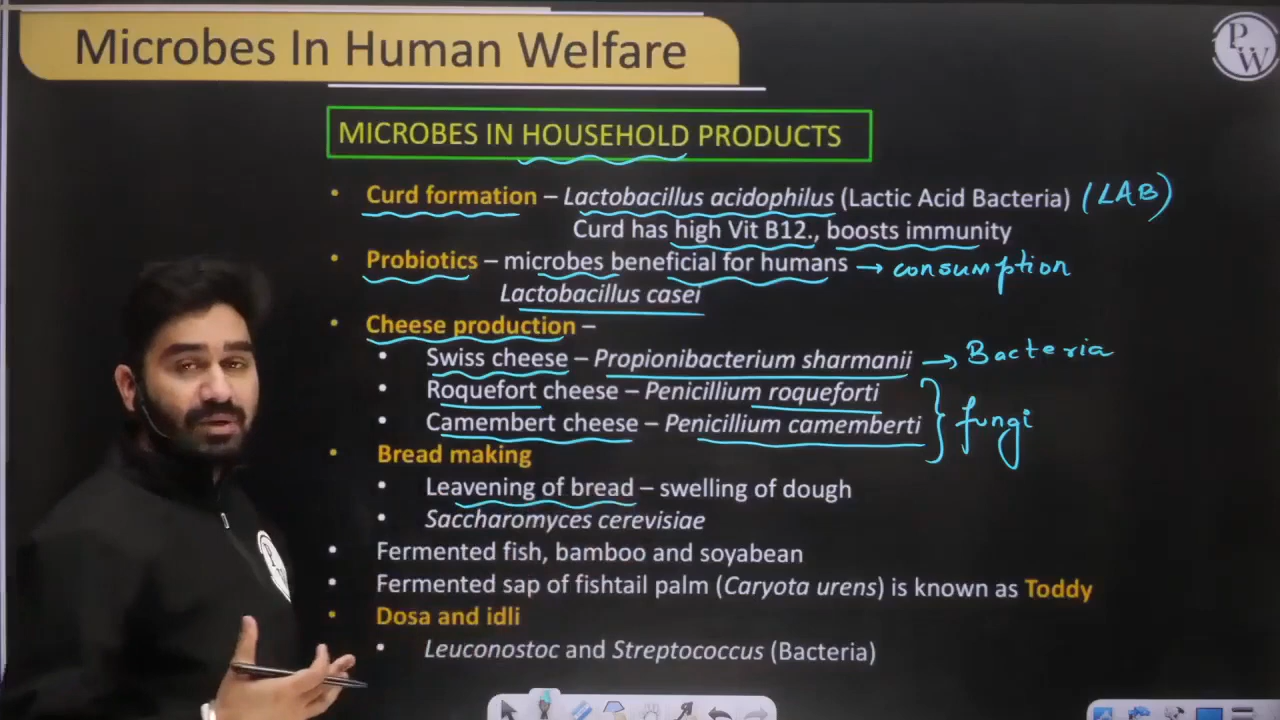 Microbes In Human Welfare
PW
MICROBES IN HOUSEHOLD PRODUCTS
• Curd formation – Lactobacillus acidophilus (Lactic Acid Bacteria) (LAB)
Curd has high Vit B12., boosts immunity
• Probiotics – microbes beneficial for humans → consumption
Lactobacillus casei
• Cheese production –
• Swiss cheese – Propionibacterium sharmanii → Bacteria
• Roquefort cheese – Penicillium roqueforti
• Camembert cheese – Penicillium camemberti } fungi
• Bread making
• Leavening of bread – swelling of dough
• Saccharomyces cerevisiae
• Fermented fish, bamboo and soyabean
• Fermented sap of fishtail palm (Caryota urens) is known as Toddy
• Dosa and idli
• Leuconostoc and Streptococcus (Bacteria)
PW